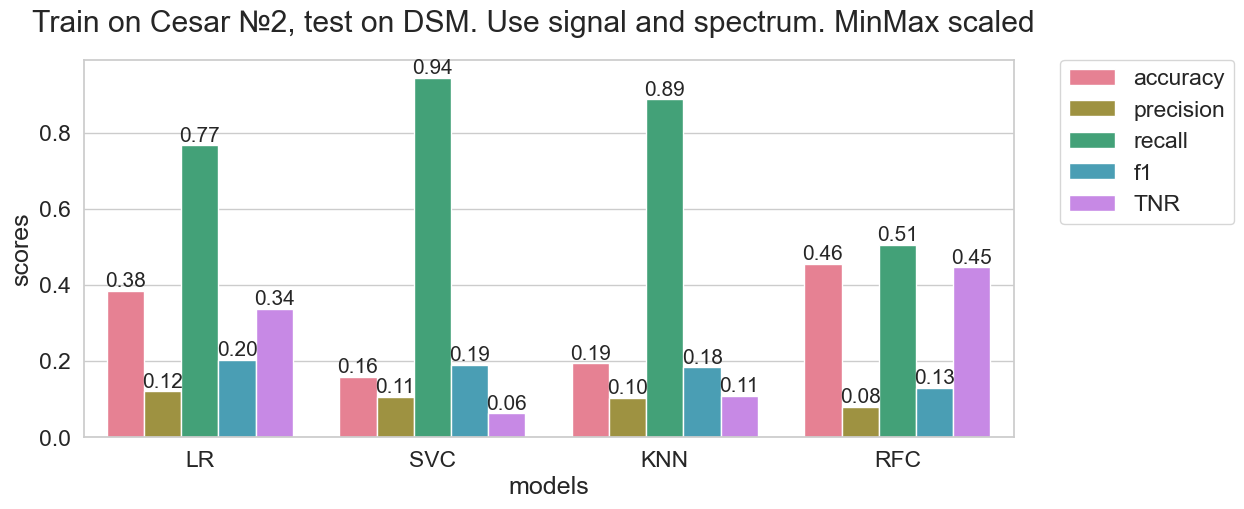 Train on Cesar №2, test on DSM. Use signal and spectrum. MinMax scaled
accuracy
precision
recall
f1
TNR
scores
0.8
0.6
0.4
0.2
0.0
0.38
0.12
0.77
0.20
0.34
0.16
0.11
0.94
0.19
0.06
0.19
0.10
0.89
0.18
0.11
0.46
0.08
0.51
0.13
0.45
LR SVC KNN RFC
models